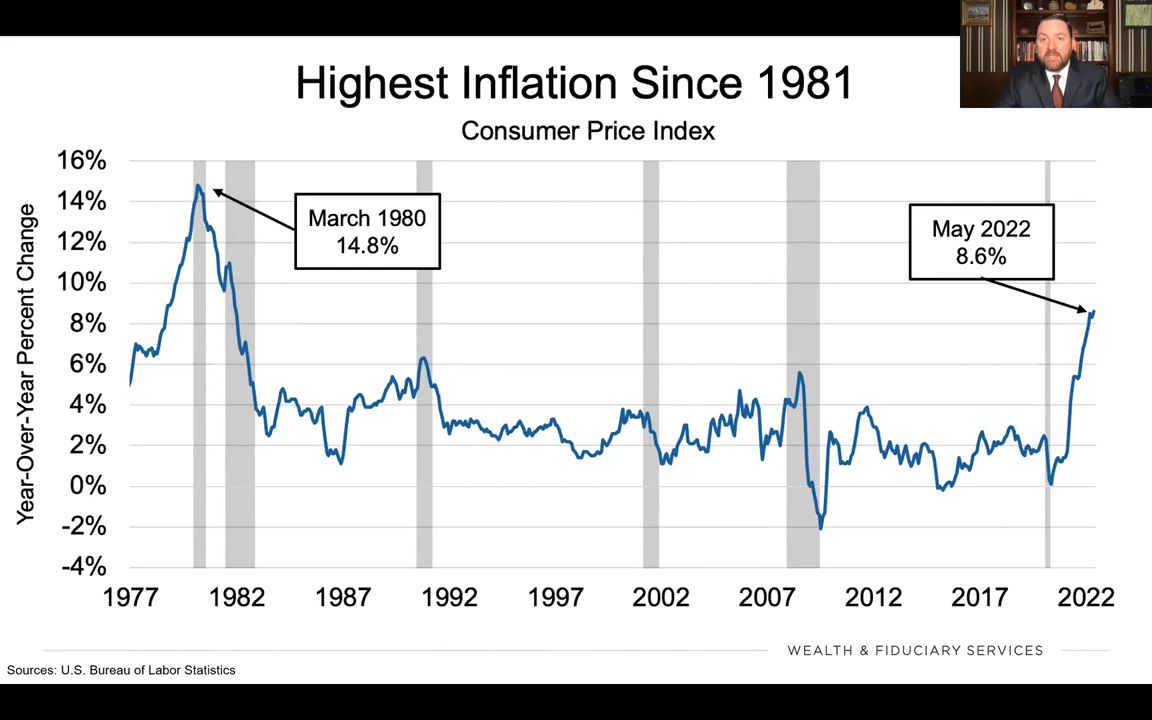 Highest Inflation Since 1981
Consumer Price Index
Year-Over-Year Percent Change
16%
14%
12%
10%
8%
6%
4%
2%
0%
-2%
-4%
March 1980
14.8%
May 2022
8.6%
1977 1982 1987 1992 1997 2002 2007 2012 2017 2022
WEALTH & FIDUCIARY SERVICES
Sources: U.S. Bureau of Labor Statistics